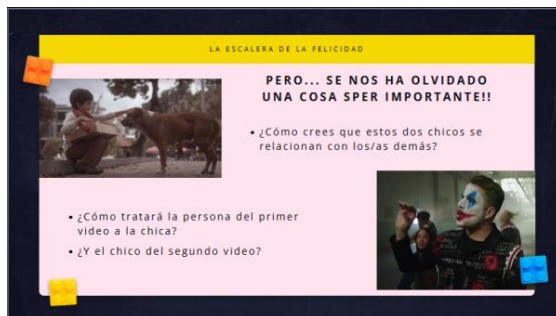 LA ESCALERA DE LA FELICIDAD
PERO... SE NOS HA OLVIDADO
UNA COSA SPER IMPORTANTE!!
• ¿Cómo crees que estos dos chicos se
relacionan con los/as demás?
• ¿Cómo tratará la persona del primer
video a la chica?
• ¿Y el chico del segundo video?